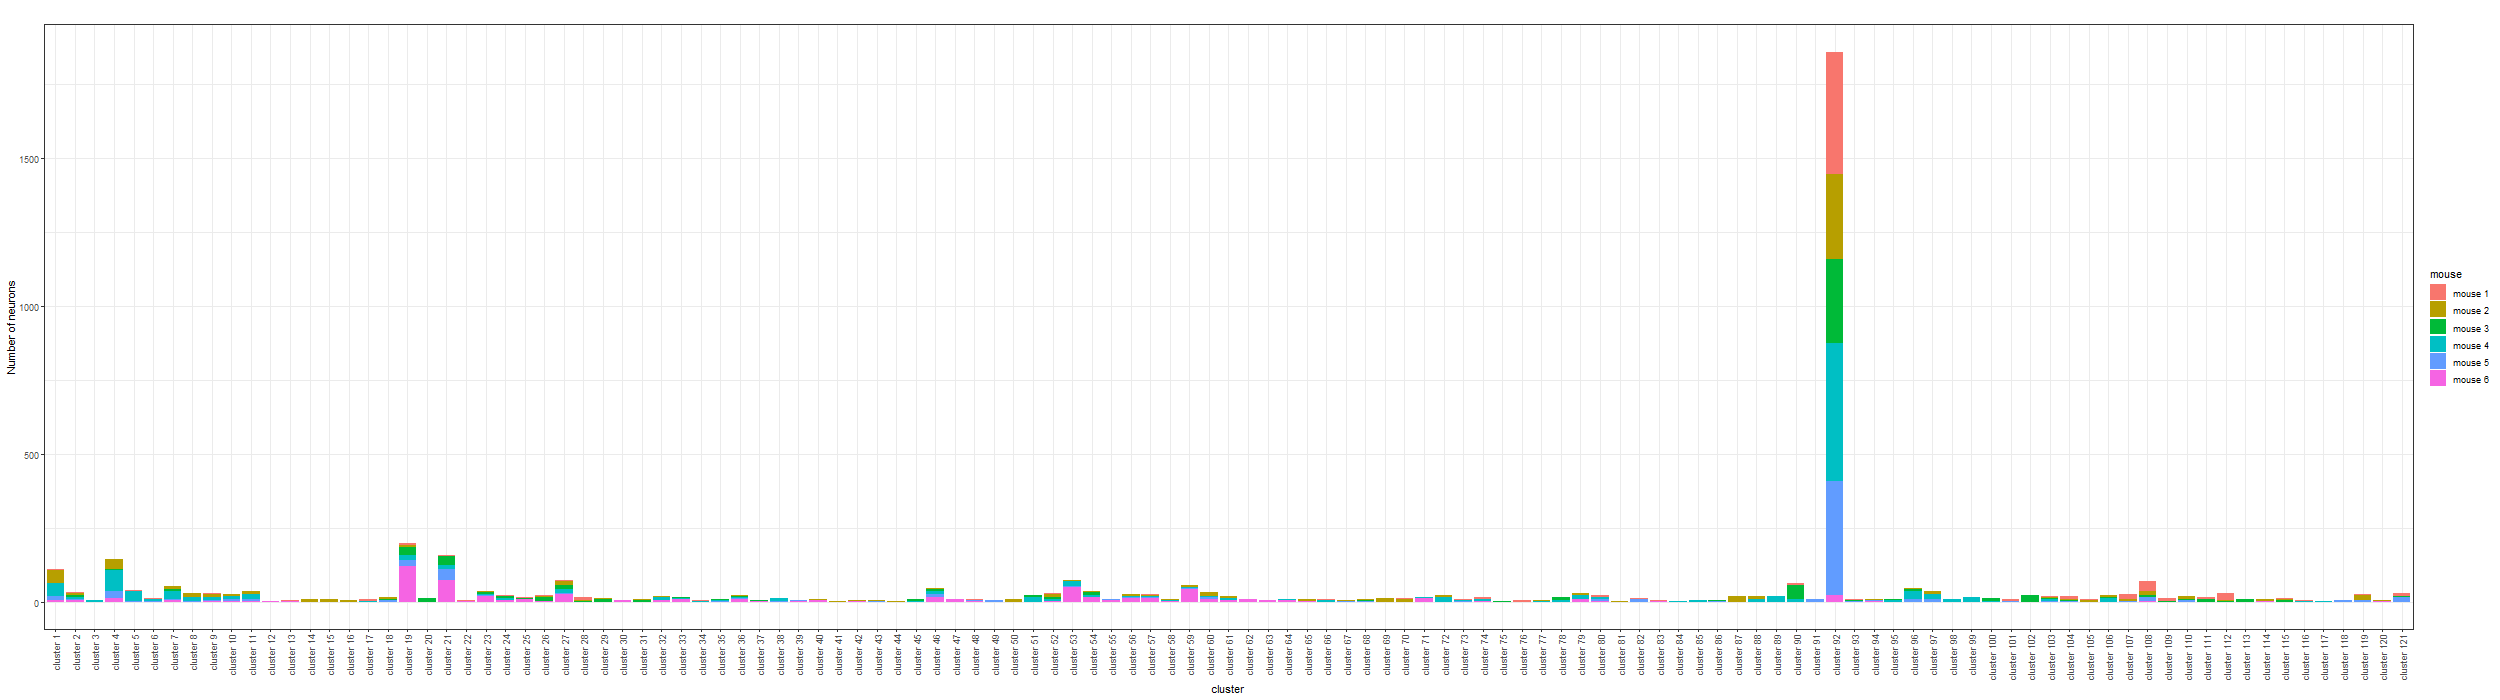 Number of neurons
1500
1000
500
0
cluster 1
cluster 2
cluster 3
cluster 4
cluster 5
cluster 6
cluster 7
cluster 8
cluster 9
cluster 10
cluster 11
cluster 12
cluster 13
cluster 14
cluster 15
cluster 16
cluster 17
cluster 18
cluster 19
cluster 20
cluster 21
cluster 22
cluster 23
cluster 24
cluster 25
cluster 26
cluster 27
cluster 28
cluster 29
cluster 30
cluster 31
cluster 32
cluster 33
cluster 34
cluster 35
cluster 36
cluster 37
cluster 38
cluster 39
cluster 40
cluster 41
cluster 42
cluster 43
cluster 44
cluster 45
cluster 46
cluster 47
cluster 48
cluster 49
cluster 50
cluster 51
cluster 52
cluster 53
cluster 54
cluster 55
cluster 56
cluster 57
cluster 58
cluster 59
cluster 60
cluster 61
cluster 62
cluster 63
cluster 64
cluster 65
cluster 66
cluster 67
cluster 68
cluster 69
cluster 70
cluster 71
cluster 72
cluster 73
cluster 74
cluster 75
cluster 76
cluster 77
cluster 78
cluster 79
cluster 80
cluster 81
cluster 82
cluster 83
cluster 84
cluster 85
cluster 86
cluster 87
cluster 88
cluster 89
cluster 90
cluster 91
cluster 92
cluster 93
cluster 94
cluster 95
cluster 96
cluster 97
cluster 98
cluster 99
cluster 100
cluster 101
cluster 102
cluster 103
cluster 104
cluster 105
cluster 106
cluster 107
cluster 108
cluster 109
cluster 110
cluster 111
cluster 112
cluster 113
cluster 114
cluster 115
cluster 116
cluster 117
cluster 118
cluster 119
cluster 120
cluster 121
cluster
mouse
mouse 1
mouse 2
mouse 3
mouse 4
mouse 5
mouse 6